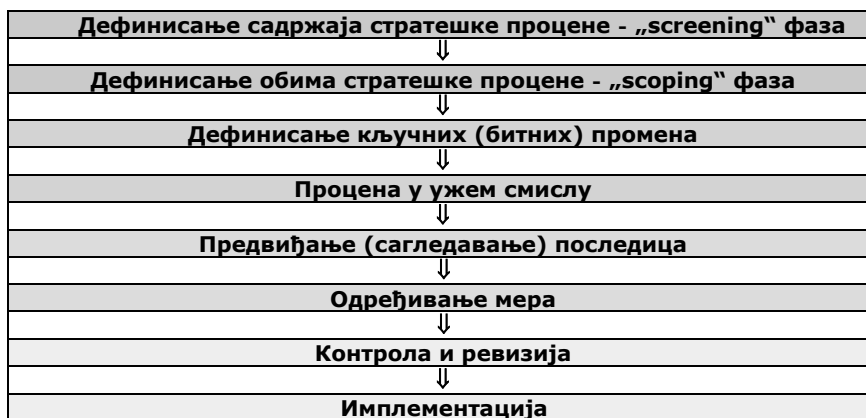 Дефинисање садржаја стратешке процене - „screening“ фаза
⇓
Дефинисање обима стратешке процене - „scoping“ фаза
⇓
Дефинисање кључних (битних) промена
⇓
Процена у ужем смислу
⇓
Предвиђање (сагледавање) последица
⇓
Одређивање мера
⇓
Контрола и ревизија
⇓
Имплементација